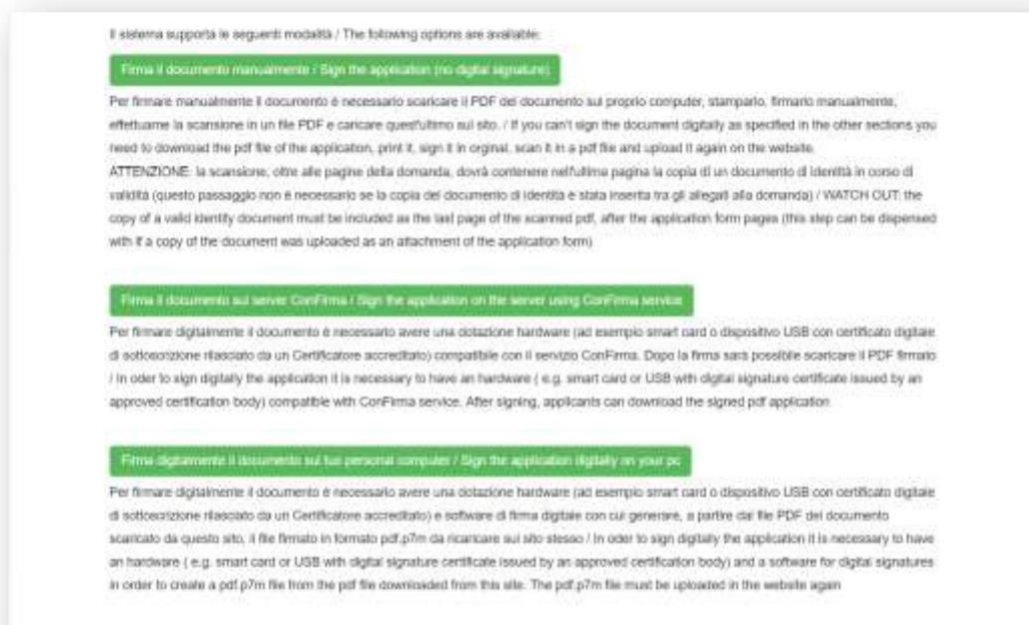 Il sistema supporta le seguenti modalità / The following options are available:
Firma il documento manualmente / Sign the application (no digital signature)
Per firmare manualmente il documento è necessario scaricare il PDF del documento sul proprio computer, stamparlo, firmarlo manualmente,
effettuarne la scansione in un file PDF e caricare quest'ultimo sul sito. / If you can't sign the document digitally as specified in the other sections you
need to download the pdf file of the application, print it, sign it in orginal, scan it in a pdf file and upload it again on the website.
ATTENZIONE: la scansione, oltre alle pagine della domanda, dovrà contenere nell'ultima pagina la copia di un documento di identità in corso di
validità (questo passaggio non è necessario se la copia del documento di identità è stata inserita tra gli allegati alla domanda) / WATCH OUT: the
copy of a valid identify document must be included as the last page of the scanned pdf, after the application form pages (this step can be dispensed
with if a copy of the document was uploaded as an attachment of the application form)
Firma il documento sul server ConFirma / Sign the application on the server using ConFirma service
Per firmare digitalmente il documento è necessario avere una dotazione hardware (ad esempio smart card o dispositivo USB con certificato digitale
di sottoscrizione rilasciato da un Certificatore accreditato) compatibile con il servizio ConFirma. Dopo la firma sarà possibile scaricare il PDF firmato
/ In oder to sign digitally the application it is necessary to have an hardware ( e.g. smart card or USB with digital signature certificate issued by an
approved certification body) compatible with ConFirma service. After signing, applicants can download the signed pdf application
Firma digitalmente il documento sul tuo personal computer / Sign the application digitally on your pc
Per firmare digitalmente il documento è necessario avere una dotazione hardware (ad esempio smart card o dispositivo USB con certificato digitale
di sottoscrizione rilasciato da un Certificatore accreditato) e software di firma digitale con cui generare, a partire dal file PDF del documento
scaricato da questo sito, il file firmato in formato pdf.p7m da ricaricare sul sito stesso / In oder to sign digitally the application it is necessary to have
an hardware ( e.g. smart card or USB with digital signature certificate issued by an approved certification body) and a software for digital signatures
in order to create a pdf.p7m file from the pdf file downloaded from this site. The pdf.p7m file must be uploaded in the website again